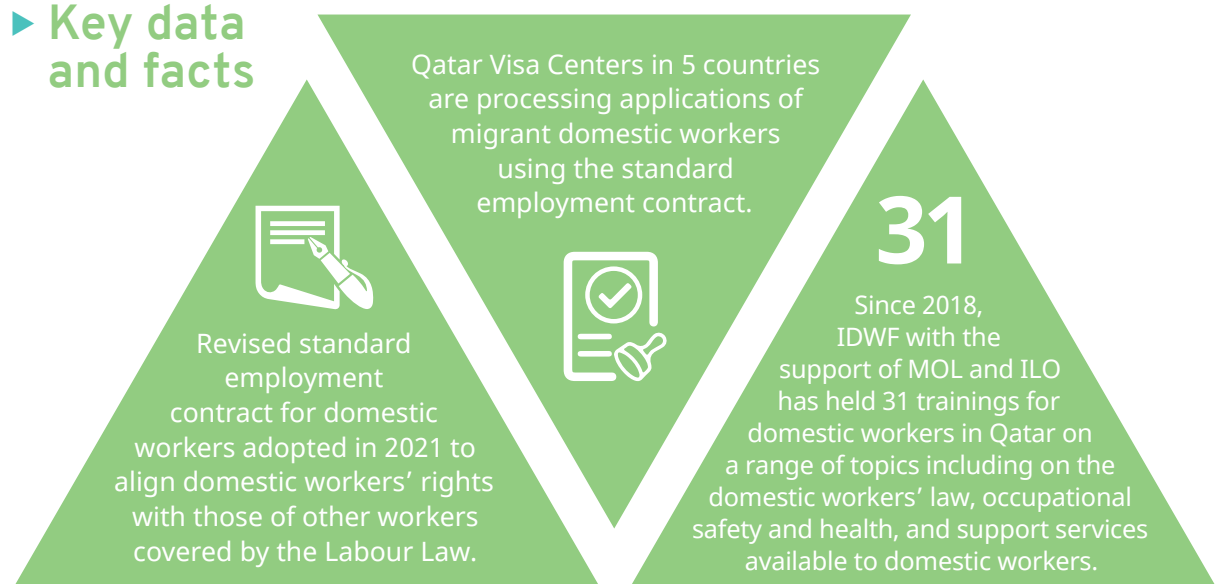 Key data
and facts
Revised standard
employment
contract for domestic
workers adopted in 2021 to
align domestic workers’ rights
with those of other workers
covered by the Labour Law.
Qatar Visa Centers in 5 countries
are processing applications of
migrant domestic workers
using the standard
employment contract.
31
Since 2018,
IDWF with the
support of MOL and ILO
has held 31 trainings for
domestic workers in Qatar on
a range of topics including on the
domestic workers’ law, occupational
safety and health, and support services
available to domestic workers.